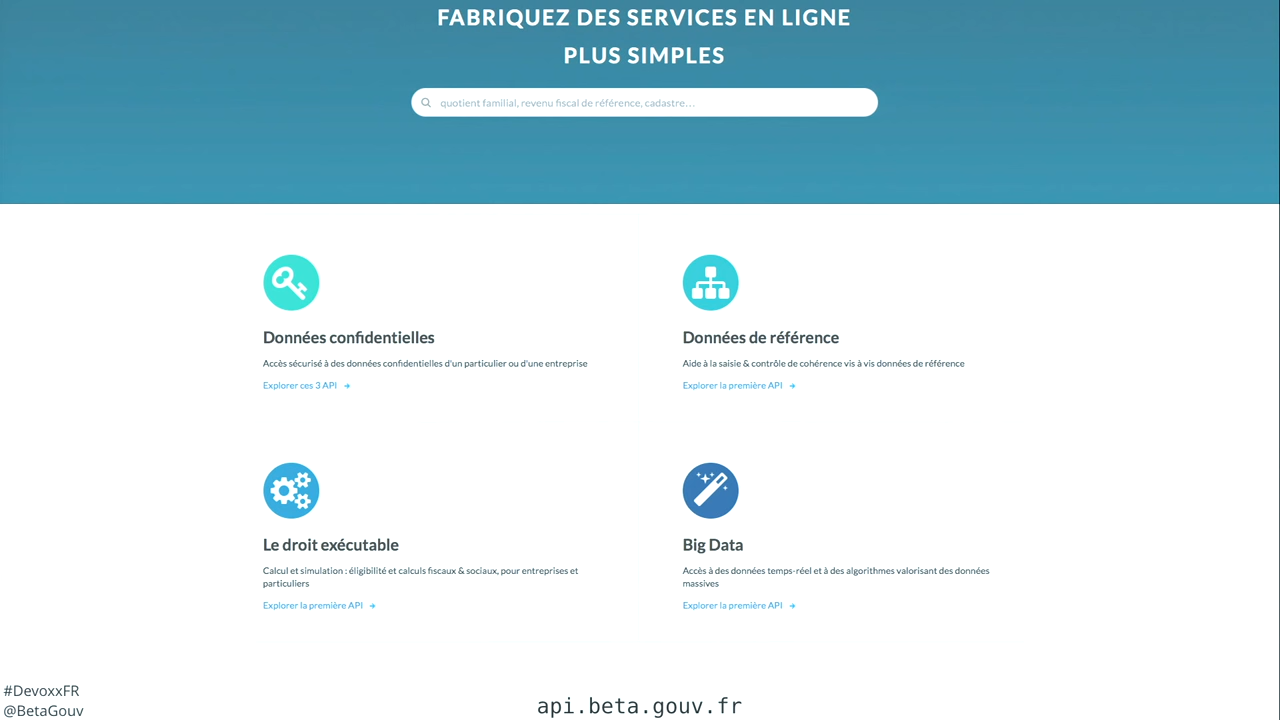 FABRIQUEZ DES SERVICES EN LIGNE
PLUS SIMPLES
quotient familial, revenu fiscal de référence, cadastre…
Données confidentielles
Accès sécurisé à des données confidentielles d'un particulier ou d'une entreprise
Explorer ces 3 API →
Données de référence
Aide à la saisie & contrôle de cohérence vis à vis données de référence
Explorer la première API →
Le droit exécutable
Calcul et simulation : éligibilité et calculs fiscaux & sociaux, pour entreprises et
particuliers
Explorer la première API →
Big Data
Accès à des données temps-réel et à des algorithmes valorisant des données
massives
Explorer la première API →
#DevoxxFR
@BetaGouv
api.beta.gouv.fr